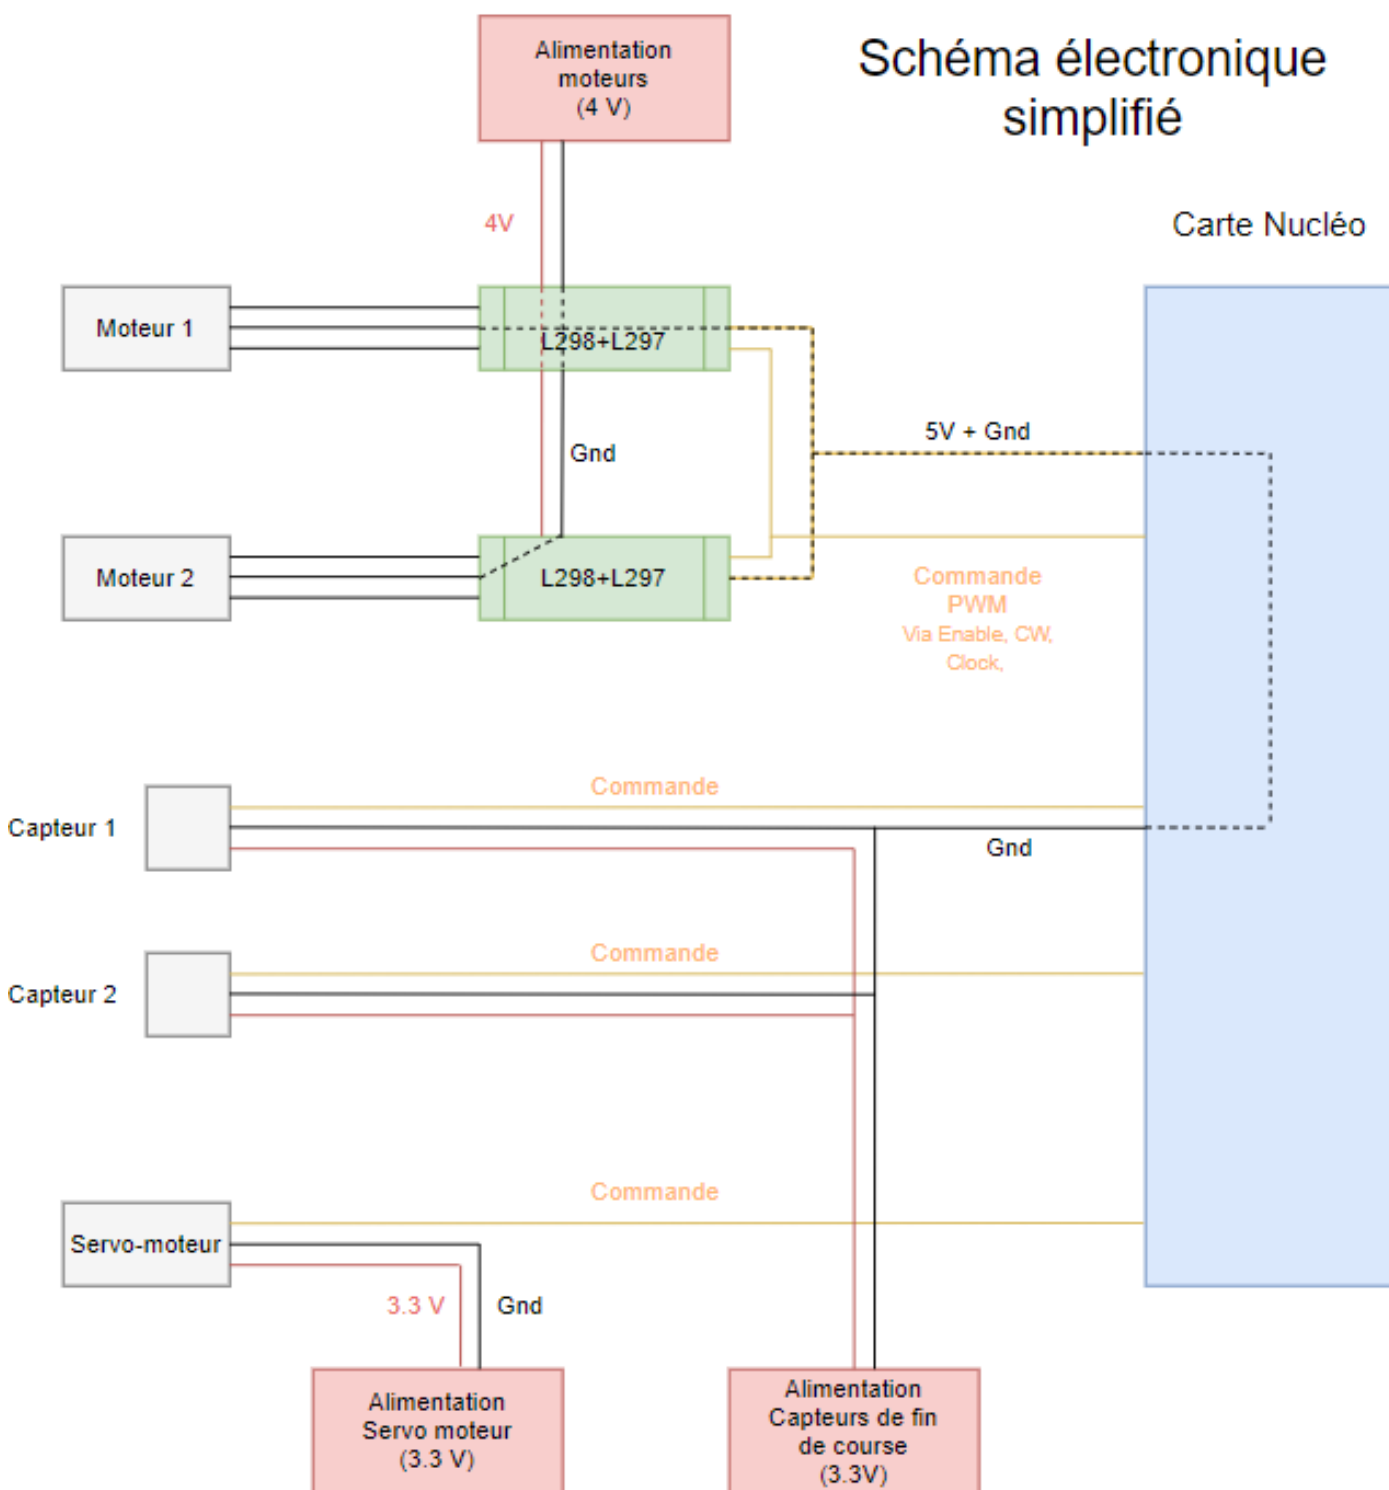 Alimentation
moteurs
(4 V)
Schéma électronique
simplifié
4V
Carte Nucléo
Moteur 1
L298+L297
5V + Gnd
Gnd
Moteur 2
L298+L297
Commande
PWM
Via Enable, CW,
Clock,
Commande
Capteur 1
Gnd
Commande
Capteur 2
Commande
Servo-moteur
3.3 V
Gnd
Alimentation
Servo moteur
(3.3 V)
Alimentation
Capteurs de fin
de course
(3.3V)